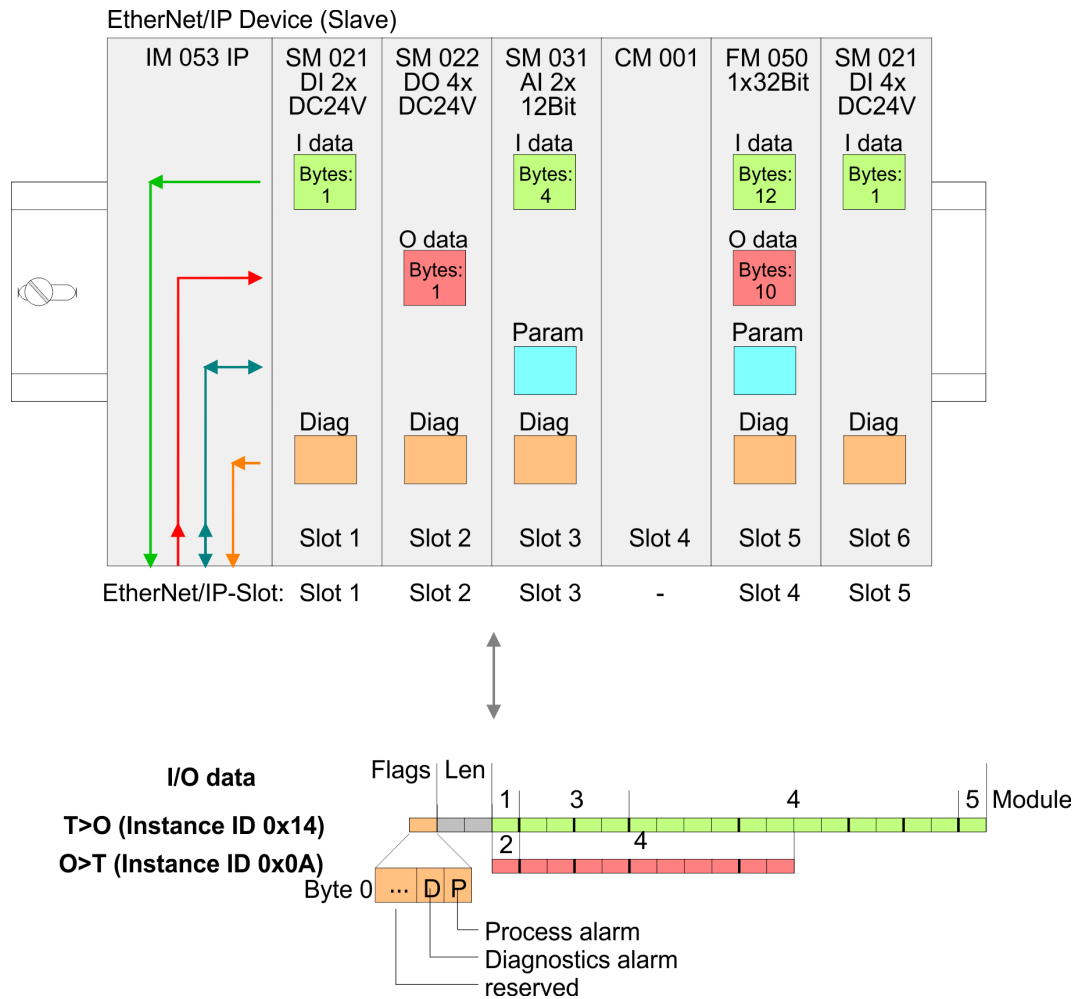 EtherNet/IP Device (Slave)
IM 053 IP
SM 021
DI 2x
DC24V
SM 022
DO 4x
DC24V
SM 031
AI 2x
12Bit
CM 001
FM 050
1x32Bit
SM 021
DI 4x
DC24V
I data
I data
I data
I data
Bytes:
1
Bytes:
4
Bytes:
12
Bytes:
1
O data
O data
Bytes:
1
Bytes:
10
Param
Param
Diag
Diag
Diag
Diag
Diag
Slot 1
Slot 2
Slot 3
Slot 4
Slot 5
Slot 6
EtherNet/IP-Slot: Slot 1 Slot 2 Slot 3 - Slot 4 Slot 5
I/O data
Flags
Len
1
3
4
5
Module
T>O (Instance ID 0x14)
2
4
O>T (Instance ID 0x0A)
Byte 0
...
D
P
Process alarm
Diagnostics alarm
reserved